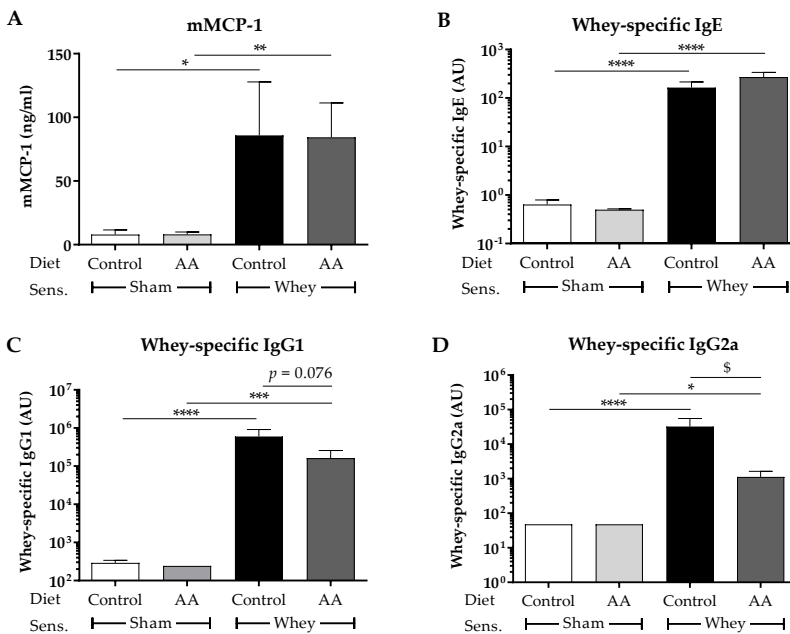 A
mMCP-1
**
*
mMCP-1 (ng/ml)
150
100
50
0
Diet Control AA Control AA
Sens. Sham Whey
B
Whey-specific IgE
****
****
Whey-specific IgE (AU)
10³
10²
10¹
10⁰
10⁻¹
Diet Control AA Control AA
Sens. Sham Whey
C
Whey-specific IgG1
p = 0.076
***
****
Whey-specific IgG1 (AU)
10⁷
10⁶
10⁵
10⁴
10³
10²
Diet Control AA Control AA
Sens. Sham Whey
D
Whey-specific IgG2a
$
*
****
Whey-specific IgG2a (AU)
10⁶
10⁵
10⁴
10³
10²
10¹
10⁰
Diet Control AA Control AA
Sens. Sham Whey